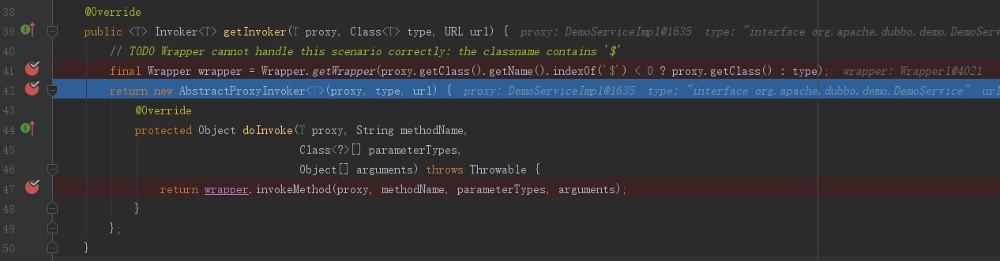 38 @Override
39 public <T> Invoker<T> getInvoker(T proxy, Class<T> type, URL url) { proxy: DemoServiceImpl@1635 type: "interface org.apache.dubbo.demo.DemoServ
40 // TODO Wrapper cannot handle this scenario correctly: the classname contains '$'
41 final Wrapper wrapper = Wrapper.getWrapper(proxy.getClass().getName().indexOf('$') < 0 ? proxy.getClass() : type); wrapper: Wrapper1@4021
42 return new AbstractProxyInvoker<T>(proxy, type, url) { proxy: DemoServiceImpl@1635 type: "interface org.apache.dubbo.demo.DemoService" url
43 @Override
44 protected Object doInvoke(T proxy, String methodName,
45 Class<?>[] parameterTypes,
46 Object[] arguments) throws Throwable {
47 return wrapper.invokeMethod(proxy, methodName, parameterTypes, arguments);
48 }
49 };
50 }